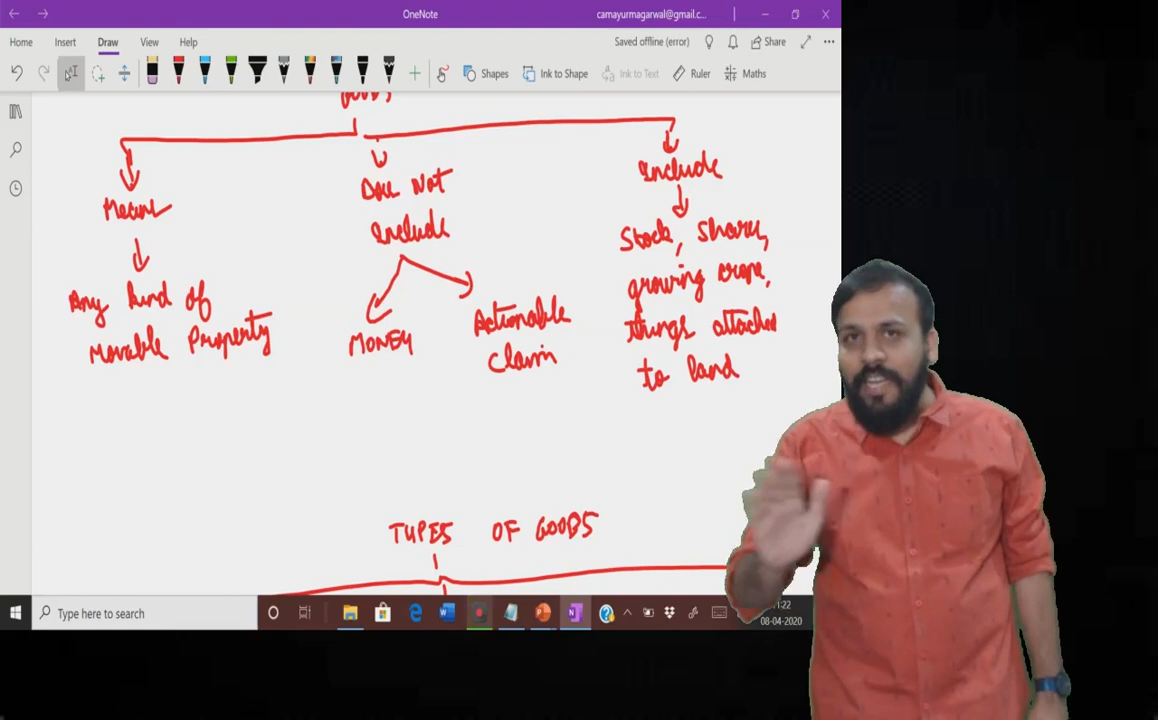 OneNote
camayurmagarwal@gmail.c...
Home Insert Draw View Help
Saved offline (error)
Share
Shapes
Ink to Shape
Ink to Text
Ruler
Maths
Means
Any kind of
Movable Property
Does Not
Include
MONEY
Actionable
Claim
Include
Stock, Shares,
growing crops,
things attached
to land
TYPES OF GOODS
Type here to search
11:22
08-04-2020